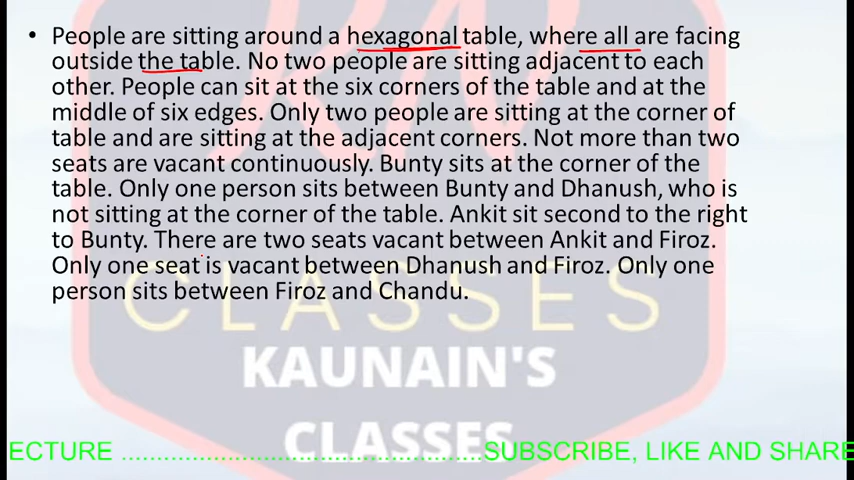 • People are sitting around a hexagonal table, where all are facing
outside the table. No two people are sitting adjacent to each
other. People can sit at the six corners of the table and at the
middle of six edges. Only two people are sitting at the corner of
table and are sitting at the adjacent corners. Not more than two
seats are vacant continuously. Bunty sits at the corner of the
table. Only one person sits between Bunty and Dhanush, who is
not sitting at the corner of the table. Ankit sit second to the right
to Bunty. There are two seats vacant between Ankit and Firoz.
Only one seat is vacant between Dhanush and Firoz. Only one
person sits between Firoz and Chandu.
CLASSES
KAUNAIN'S
CLASSES
ECTURE ................................................SUBSCRIBE, LIKE AND SHARE